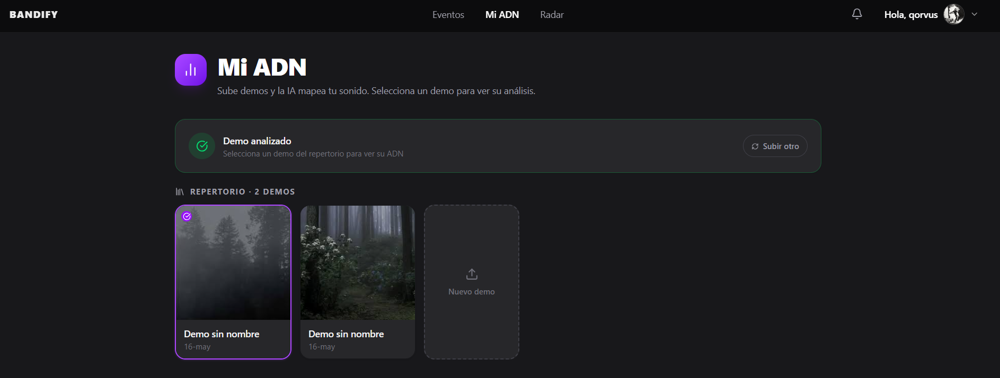 BANDIFY
Eventos
Mi ADN
Radar
Hola, qorvus
Mi ADN
Sube demos y la IA mapea tu sonido. Selecciona un demo para ver su análisis.
Demo analizado
Selecciona un demo del repertorio para ver su ADN
Subir otro
REPERTORIO · 2 DEMOS
Demo sin nombre
16-may
Demo sin nombre
16-may
Nuevo demo